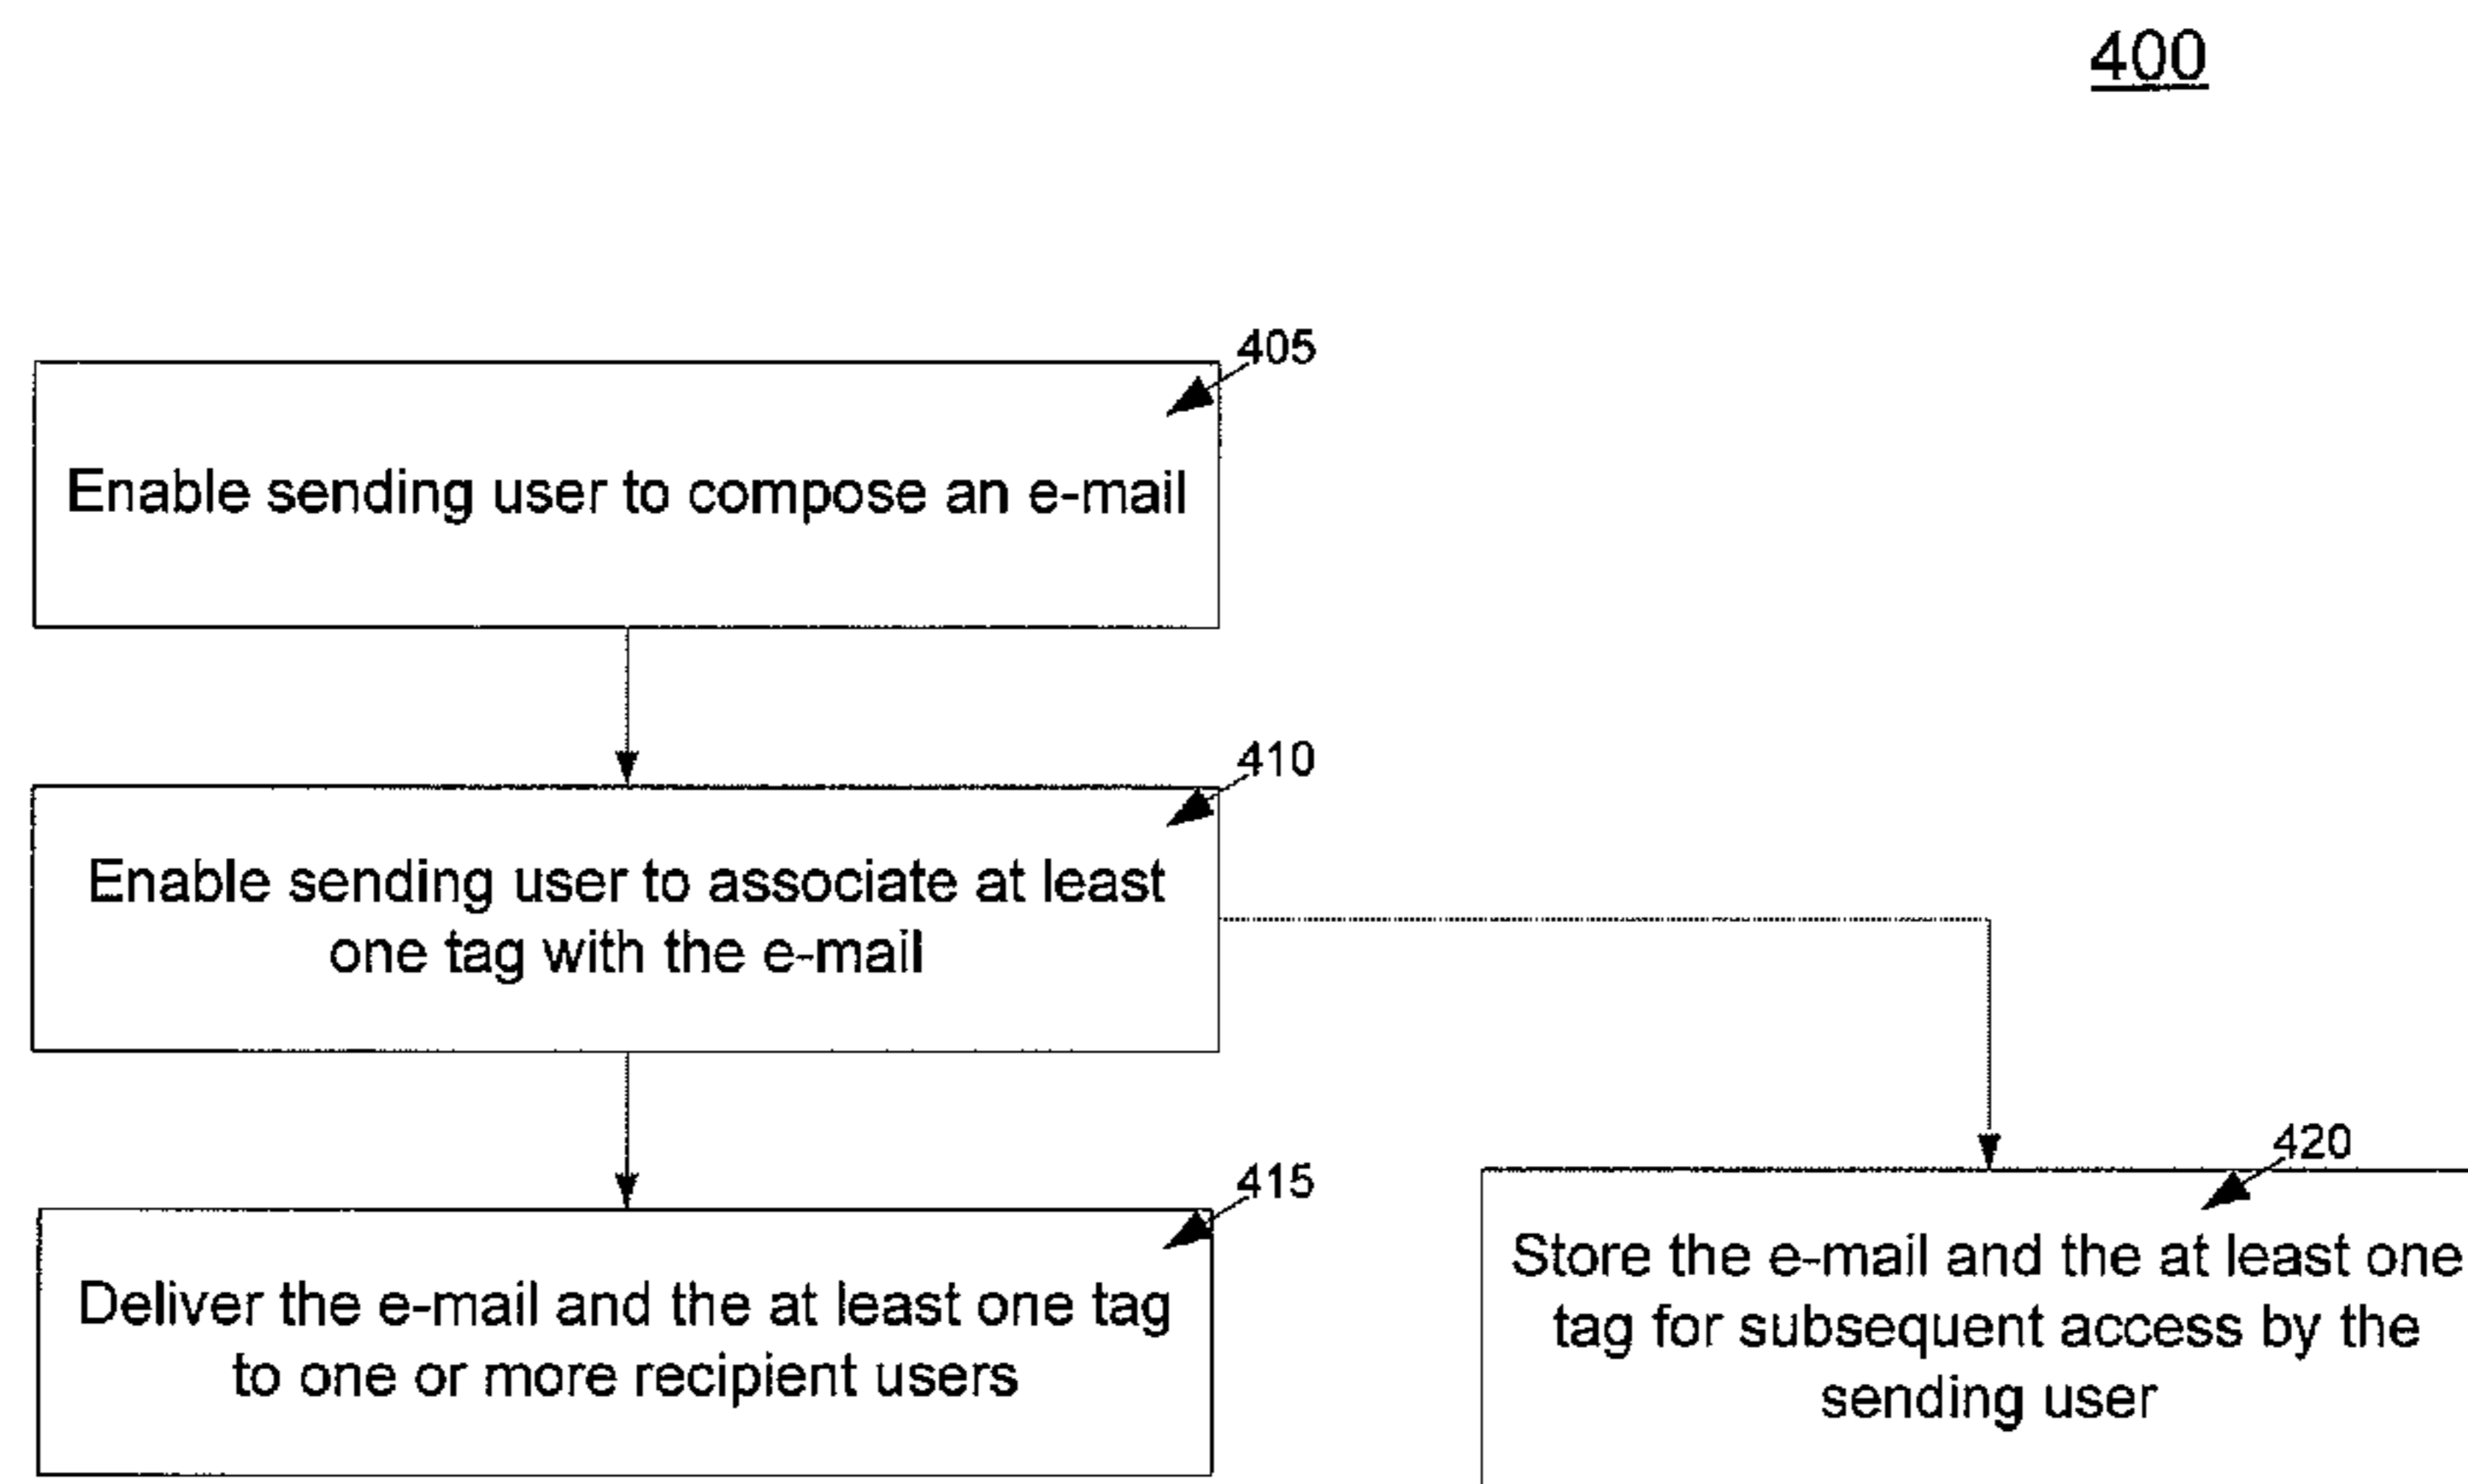 400
405
Enable sending user to compose an e-mail
410
Enable sending user to associate at least
one tag with the e-mail
415
Deliver the e-mail and the at least one tag
to one or more recipient users
420
Store the e-mail and the at least one
tag for subsequent access by the
sending user